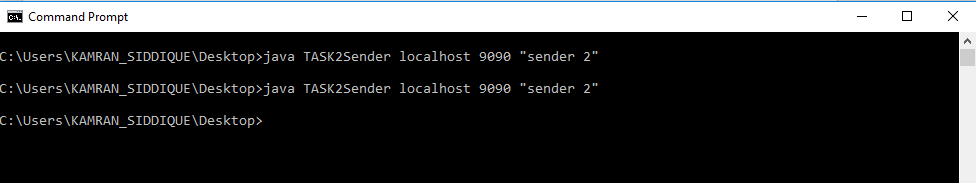 Command Prompt
C:\Users\KAMRAN_SIDDIQUE\Desktop>java TASK2Sender localhost 9090 "sender 2"
C:\Users\KAMRAN_SIDDIQUE\Desktop>java TASK2Sender localhost 9090 "sender 2"
C:\Users\KAMRAN_SIDDIQUE\Desktop>